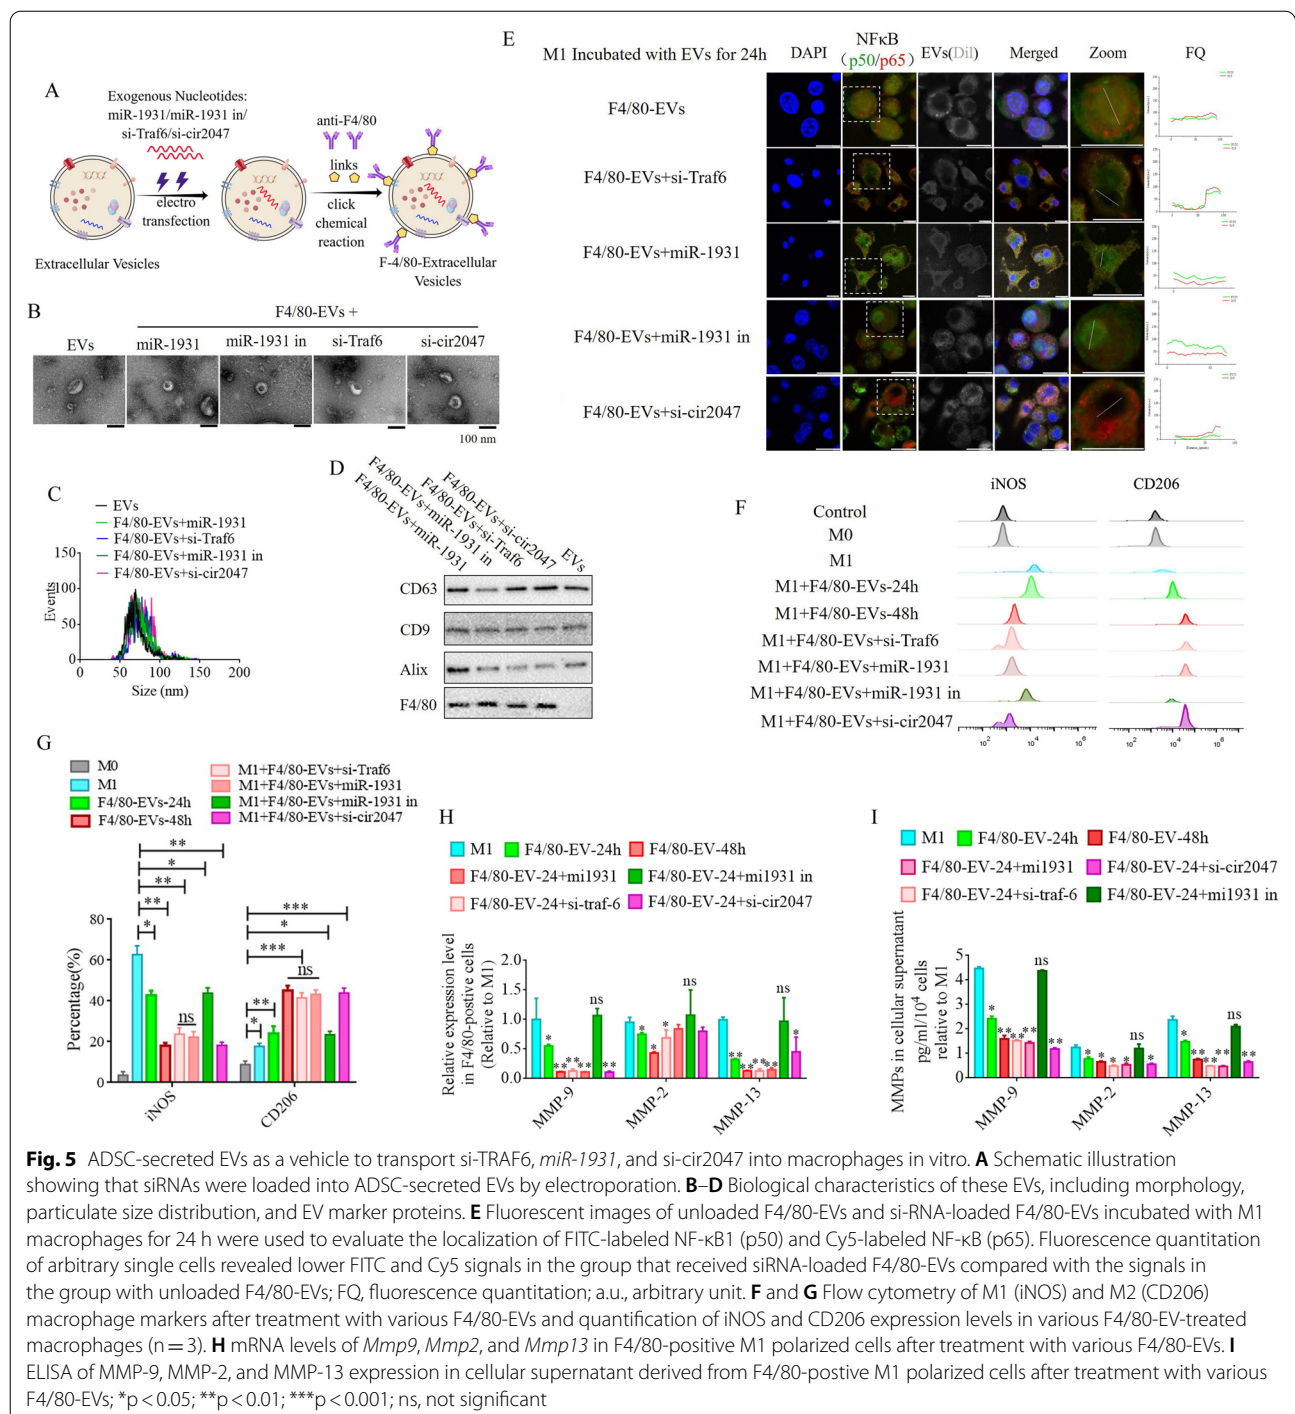 A
Exogenous Nucleotides:
miR-1931/miR-1931 in/
si-Traf6/si-cir2047
anti-F4/80
electro
transfection
links
click
chemical
reaction
Extracellular Vesicles
F-4/80-Extracellular
Vesicles
B
F4/80-EVs +
EVs
miR-1931
miR-1931 in
si-Traf6
si-cir2047
100 nm
C
EVs
F4/80-EVs+miR-1931
F4/80-EVs+si-Traf6
F4/80-EVs+miR-1931 in
F4/80-EVs+si-cir2047
Events
150
100
50
0
0
50
100
150
200
Size (nm)
D
F4/80-EVs+miR-1931
F4/80-EVs+miR-1931 in
F4/80-EVs+si-Traf6
F4/80-EVs+si-cir2047
EVs
CD63
CD9
Alix
F4/80
E
M1 Incubated with EVs for 24h
DAPI
NFκB
(p50/p65)
EVs(Dil)
Merged
Zoom
FQ
F4/80-EVs
F4/80-EVs+si-Traf6
F4/80-EVs+miR-1931
F4/80-EVs+miR-1931 in
F4/80-EVs+si-cir2047
F
iNOS
CD206
Control
M0
M1
M1+F4/80-EVs-24h
M1+F4/80-EVs-48h
M1+F4/80-EVs+si-Traf6
M1+F4/80-EVs+miR-1931
M1+F4/80-EVs+miR-1931 in
M1+F4/80-EVs+si-cir2047
10² 10⁴ 10⁶
10² 10⁴ 10⁶
G
M0
M1
F4/80-EVs-24h
F4/80-EVs-48h
M1+F4/80-EVs+si-Traf6
M1+F4/80-EVs+miR-1931
M1+F4/80-EVs+miR-1931 in
M1+F4/80-EVs+si-cir2047
Percentage(%)
80
60
40
20
0
**
*
**
**
*
ns
***
*
***
**
*
ns
iNOS
CD206
H
M1
F4/80-EV-24h
F4/80-EV-48h
F4/80-EV-24+mi1931
F4/80-EV-24+mi1931 in
F4/80-EV-24+si-traf-6
F4/80-EV-24+si-cir2047
Relative expression level
in F4/80-postive cells
(Relative to M1)
2.0
1.5
1.0
0.5
0.0
* ** ** ** ns **
* * * ns
** ** ** ** ns *
MMP-9
MMP-2
MMP-13
I
M1
F4/80-EV-24h
F4/80-EV-48h
F4/80-EV-24+mi1931
F4/80-EV-24+si-cir2047
F4/80-EV-24+si-traf-6
F4/80-EV-24+mi1931 in
MMPs in cellular supernatant
pg/ml/10⁴ cells
relative to M1
5
4
3
2
1
0
* ** ** ** ns **
* * * * ns *
* ** ** ** ns **
MMP-9
MMP-2
MMP-13
Fig. 5 ADSC-secreted EVs as a vehicle to transport si-TRAF6, miR-1931, and si-cir2047 into macrophages in vitro. A Schematic illustration
showing that siRNAs were loaded into ADSC-secreted EVs by electroporation. B–D Biological characteristics of these EVs, including morphology,
particulate size distribution, and EV marker proteins. E Fluorescent images of unloaded F4/80-EVs and si-RNA-loaded F4/80-EVs incubated with M1
macrophages for 24 h were used to evaluate the localization of FITC-labeled NF-κB1 (p50) and Cy5-labeled NF-κB (p65). Fluorescence quantitation
of arbitrary single cells revealed lower FITC and Cy5 signals in the group that received siRNA-loaded F4/80-EVs compared with the signals in
the group with unloaded F4/80-EVs; FQ, fluorescence quantitation; a.u., arbitrary unit. F and G Flow cytometry of M1 (iNOS) and M2 (CD206)
macrophage markers after treatment with various F4/80-EVs and quantification of iNOS and CD206 expression levels in various F4/80-EV-treated
macrophages (n = 3). H mRNA levels of Mmp9, Mmp2, and Mmp13 in F4/80-positive M1 polarized cells after treatment with various F4/80-EVs. I
ELISA of MMP-9, MMP-2, and MMP-13 expression in cellular supernatant derived from F4/80-postive M1 polarized cells after treatment with various
F4/80-EVs; *p < 0.05; **p < 0.01; ***p < 0.001; ns, not significant